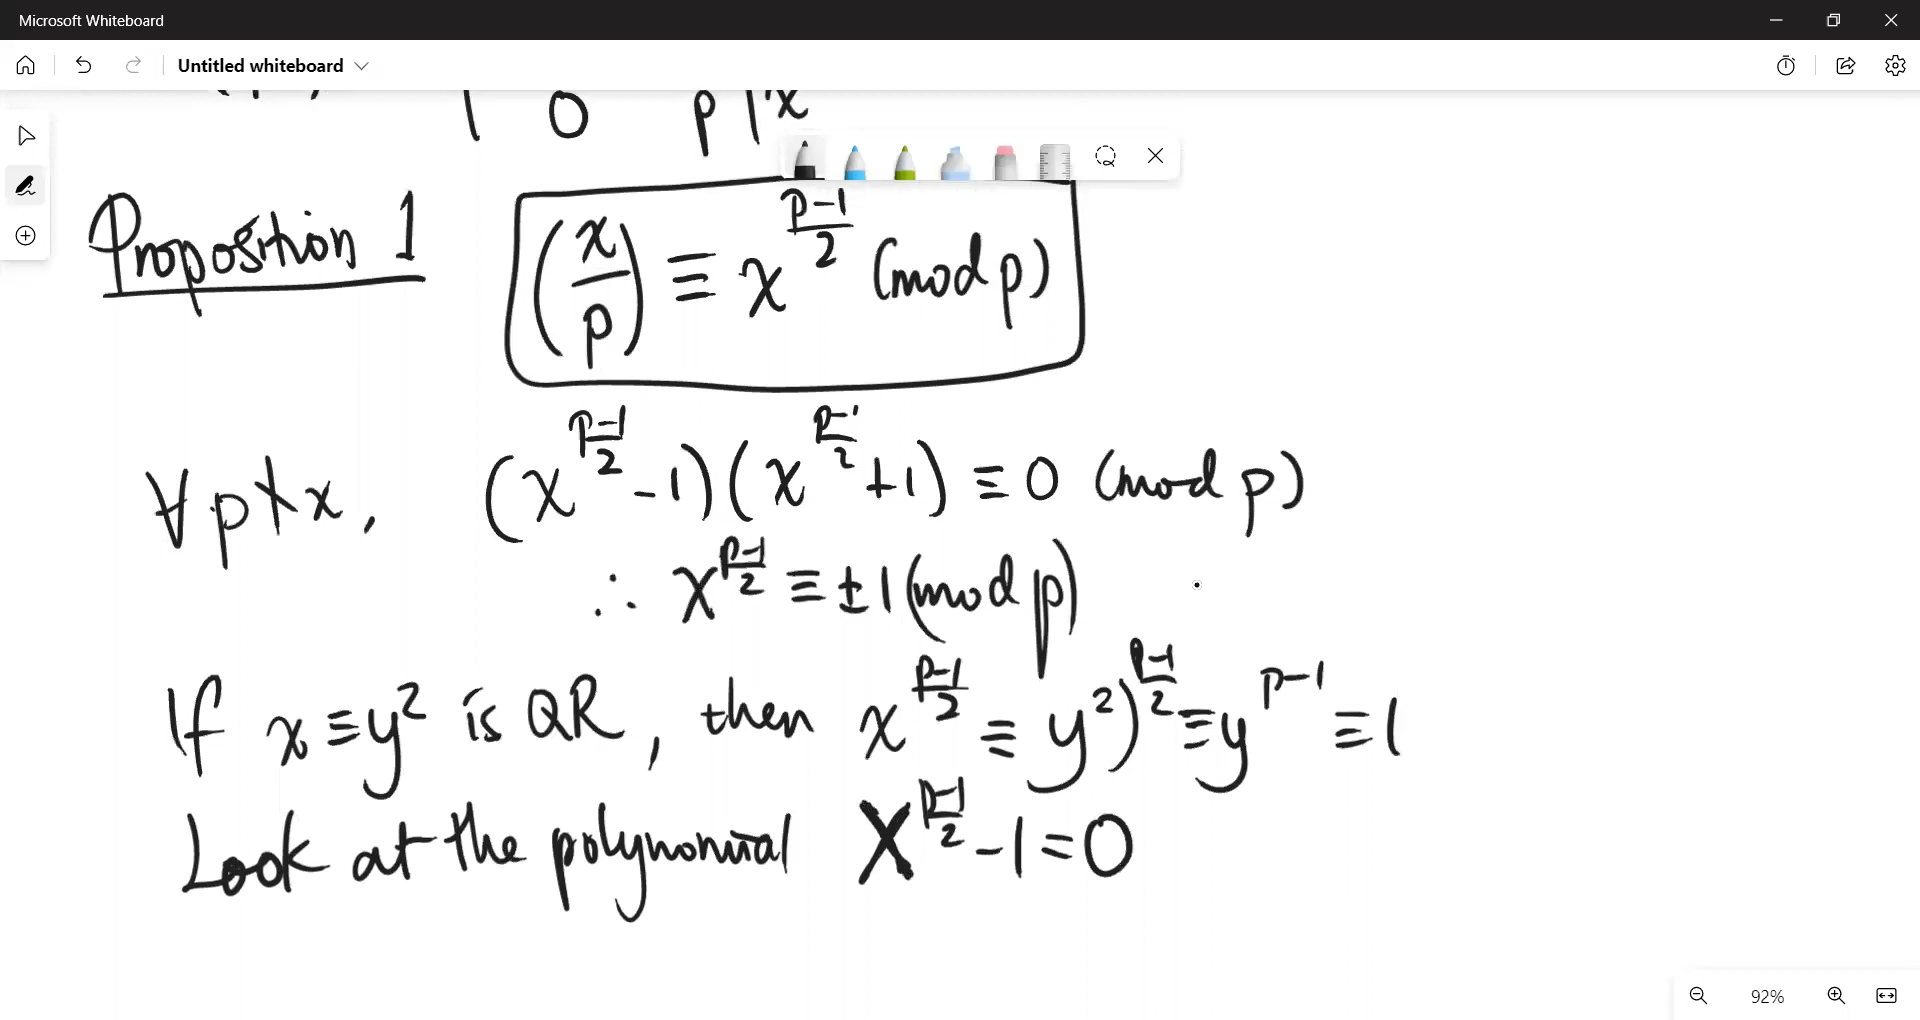 Microsoft Whiteboard
Untitled whiteboard
0 p | x
Proposition 1 (x/p) ≡ x^((p-1)/2) (mod p)
∀ p∤x, (x^((p-1)/2) - 1)(x^((p-1)/2) + 1) ≡ 0 (mod p)
∴ x^((p-1)/2) ≡ ±1 (mod p)
If x ≡ y² is QR, then x^((p-1)/2) ≡ y²)^((p-1)/2) ≡ y^(p-1) ≡ 1
Look at the polynomial X^((p-1)/2) - 1 = 0
92%